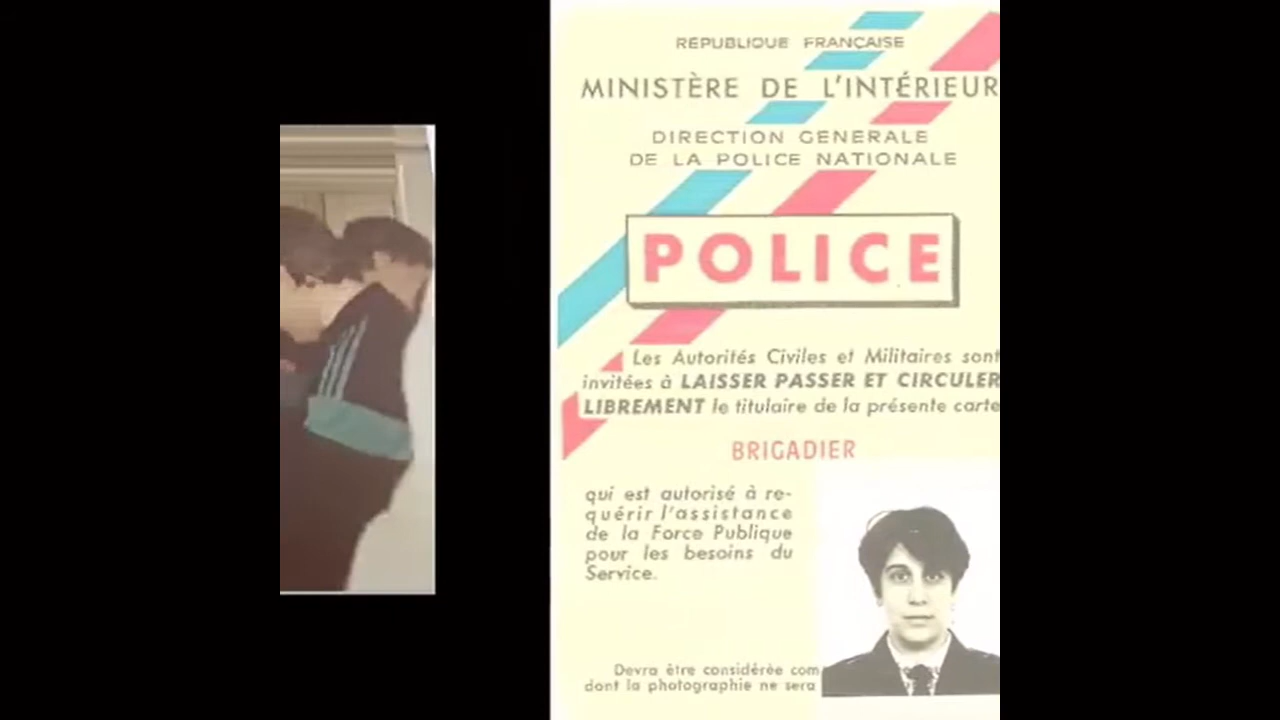 REPUBLIQUE FRANÇAISE
MINISTÈRE DE L'INTÉRIEUR
DIRECTION GENERALE
DE LA POLICE NATIONALE
POLICE
Les Autorités Civiles et Militaires sont
invitées à LAISSER PASSER ET CIRCULER
LIBREMENT le titulaire de la présente carte
BRIGADIER
qui est autorisé à re-
quérir l'assistance
de la Force Publique
pour les besoins du
Service.
Devra être considérée com
dont la photographie ne sera